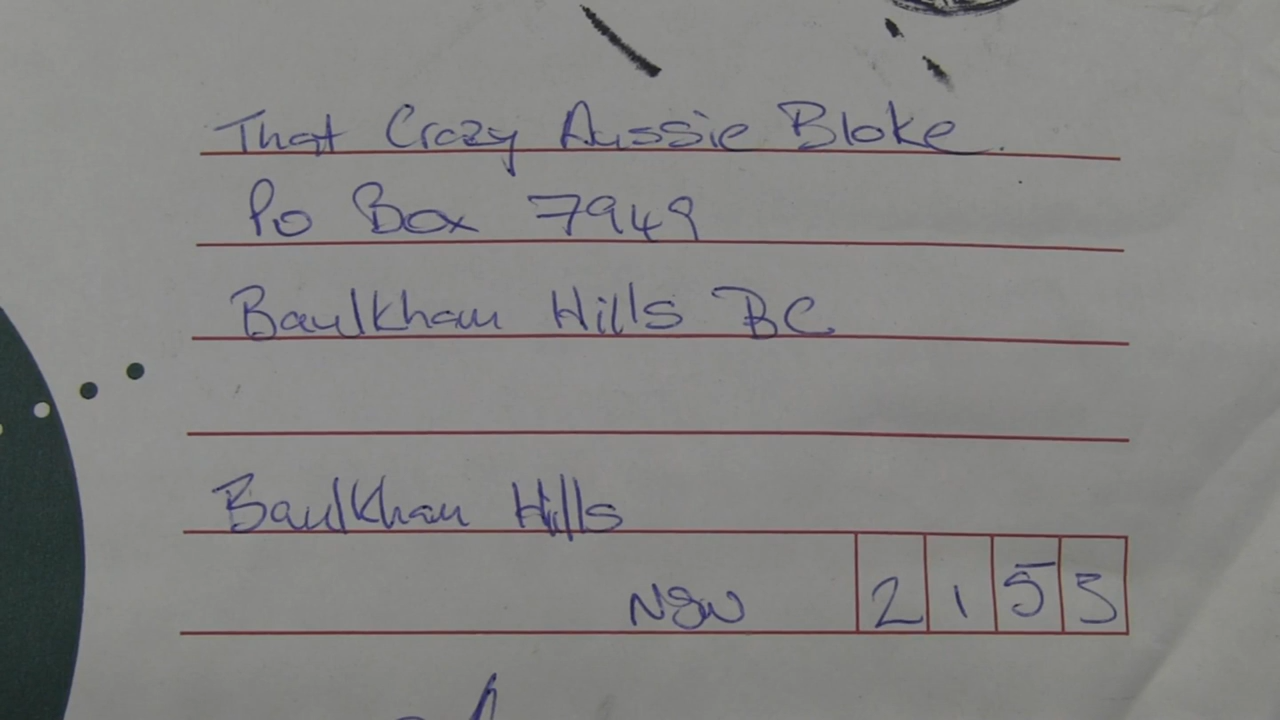 That Crazy Aussie Bloke.
Po Box 7949
Baulkham Hills BC
Baulkham Hills
NSW 2153